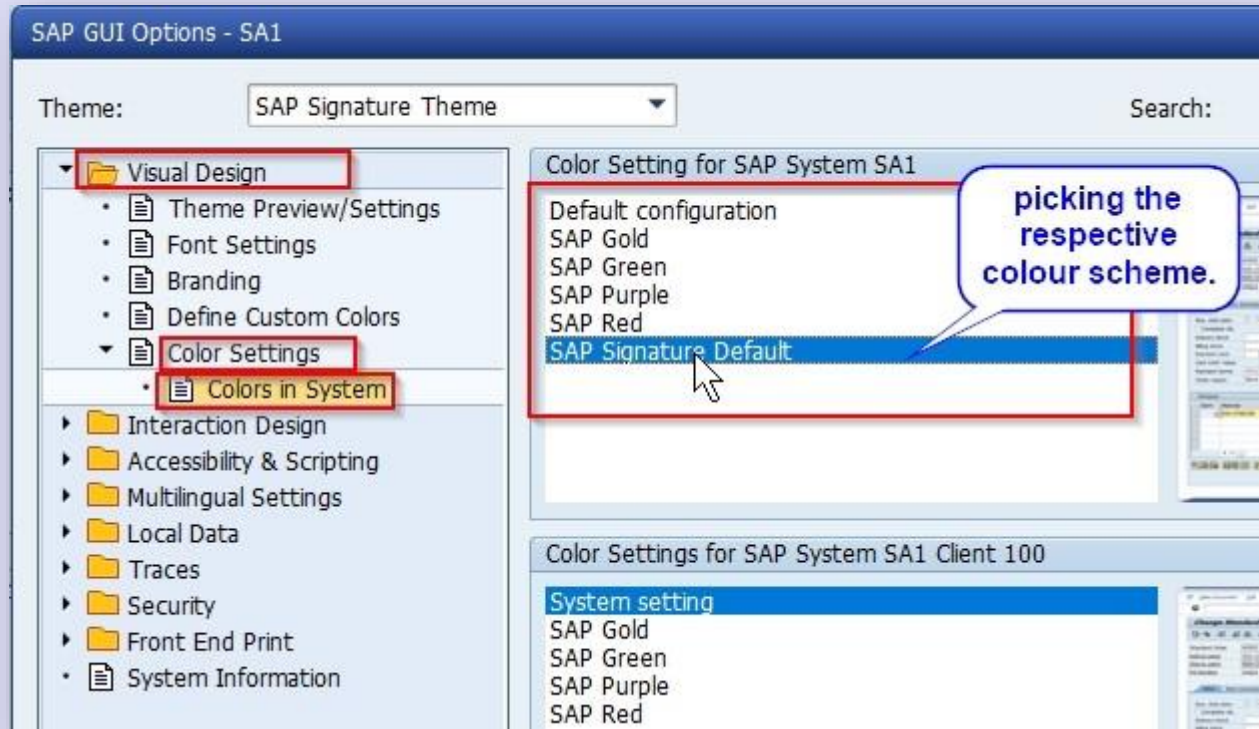 SAP GUI Options - SA1
Theme: SAP Signature Theme Search:
Visual Design
Theme Preview/Settings
Font Settings
Branding
Define Custom Colors
Color Settings
Colors in System
Interaction Design
Accessibility & Scripting
Multilingual Settings
Local Data
Traces
Security
Front End Print
System Information
Color Setting for SAP System SA1
Default configuration
SAP Gold
SAP Green
SAP Purple
SAP Red
SAP Signature Default
picking the
respective
colour scheme.
Color Settings for SAP System SA1 Client 100
System setting
SAP Gold
SAP Green
SAP Purple
SAP Red